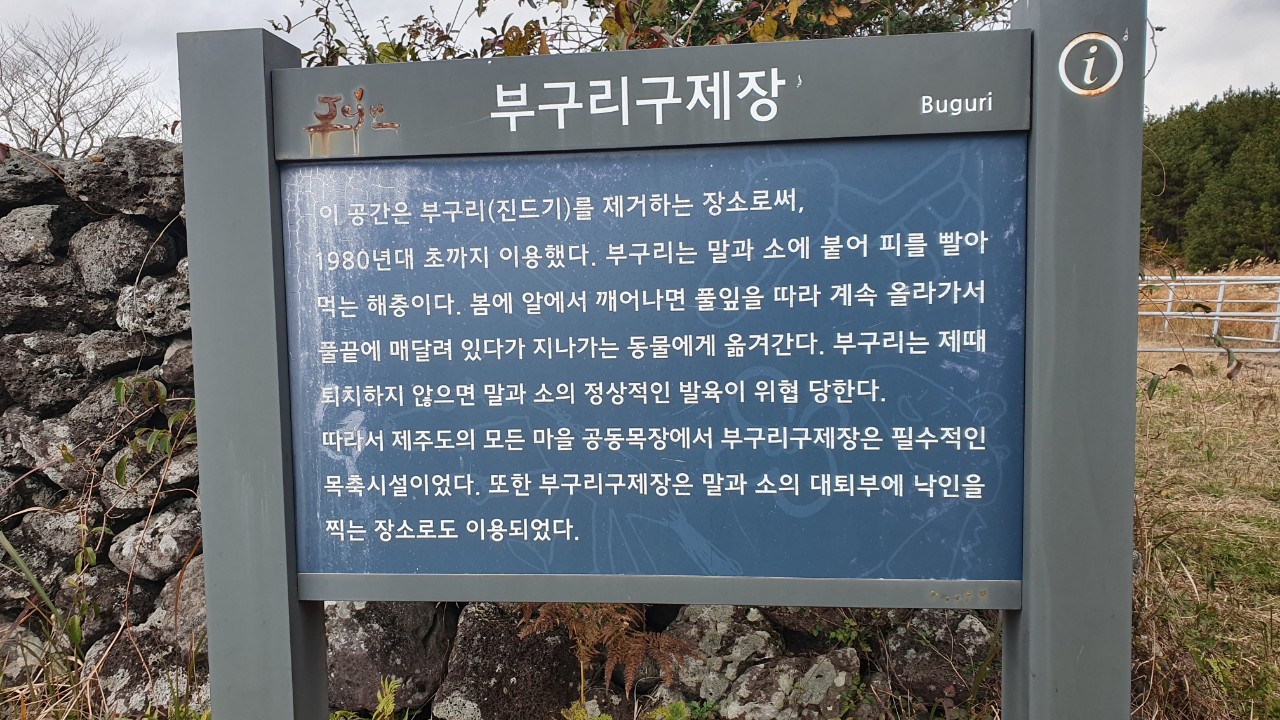 부구리구제장
Buguri
i
이 공간은 부구리(진드기)를 제거하는 장소로써,
1980년대 초까지 이용했다. 부구리는 말과 소에 붙어 피를 빨아
먹는 해충이다. 봄에 알에서 깨어나면 풀잎을 따라 계속 올라가서
풀끝에 매달려 있다가 지나가는 동물에게 옮겨간다. 부구리는 제때
퇴치하지 않으면 말과 소의 정상적인 발육이 위협 당한다.
따라서 제주도의 모든 마을 공동목장에서 부구리구제장은 필수적인
목축시설이었다. 또한 부구리구제장은 말과 소의 대퇴부에 낙인을
찍는 장소로도 이용되었다.